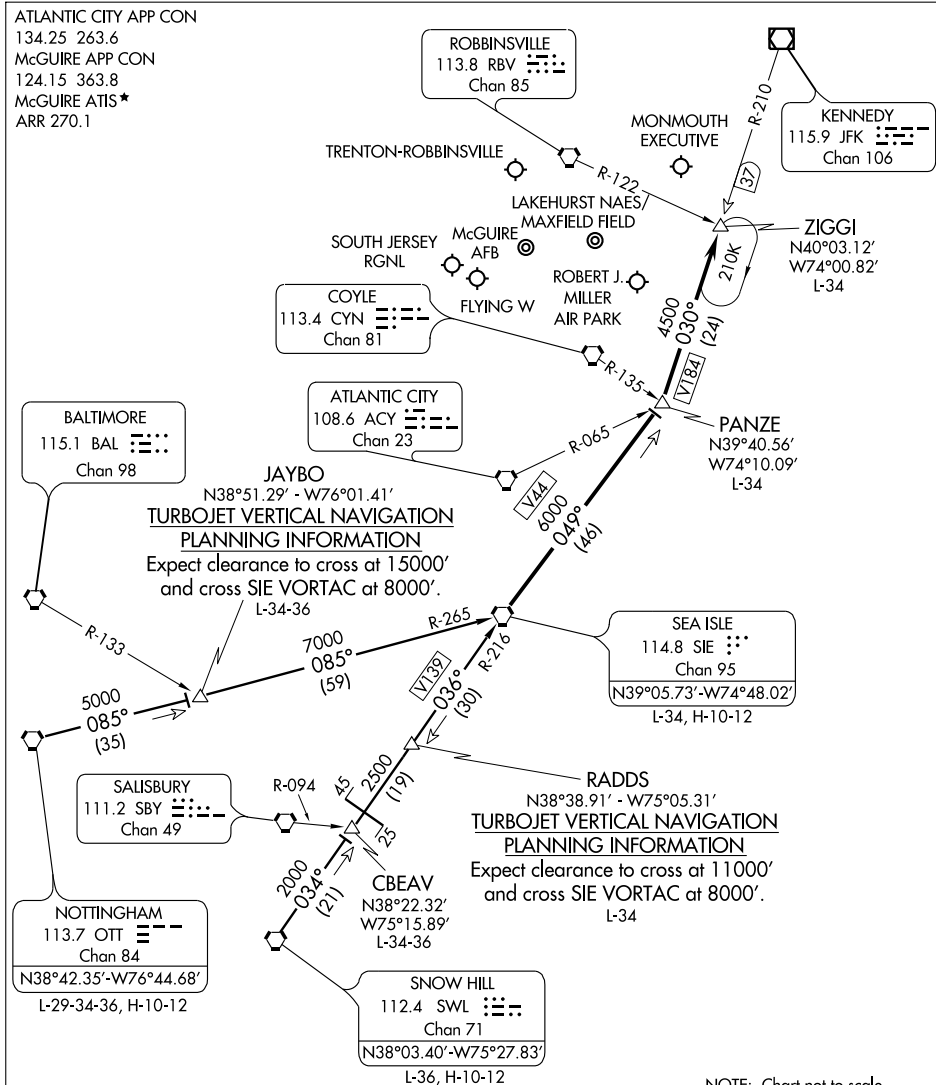 ATLANTIC CITY APP CON
134.25 263.6
McGUIRE APP CON
124.15 363.8
McGUIRE ATIS★
ARR 270.1
ROBBINSVILLE
113.8 RBV
Chan 85
KENNEDY
115.9 JFK
Chan 106
R-210
37
MONMOUTH
EXECUTIVE
TRENTON-ROBBINSVILLE
R-122
LAKEHURST NAES/
MAXFIELD FIELD
McGUIRE
AFB
SOUTH JERSEY
RGNL
FLYING W
ROBERT J.
MILLER
AIR PARK
ZIGGI
N40°03.12'
W74°00.82'
L-34
210K
4500
030°
(24)
V184
COYLE
113.4 CYN
Chan 81
R-135
ATLANTIC CITY
108.6 ACY
Chan 23
R-065
PANZE
N39°40.56'
W74°10.09'
L-34
BALTIMORE
115.1 BAL
Chan 98
R-133
JAYBO
N38°51.29' - W76°01.41'
TURBOJET VERTICAL NAVIGATION
PLANNING INFORMATION
Expect clearance to cross at 15000'
and cross SIE VORTAC at 8000'.
L-34-36
V44
6000
049°
(46)
R-265
7000
085°
(59)
5000
085°
(35)
SEA ISLE
114.8 SIE
Chan 95
N39°05.73'-W74°48.02'
L-34, H-10-12
R-216
V139
036°
(30)
RADDS
N38°38.91' - W75°05.31'
TURBOJET VERTICAL NAVIGATION
PLANNING INFORMATION
Expect clearance to cross at 11000'
and cross SIE VORTAC at 8000'.
L-34
2500
(19)
45
25
SALISBURY
111.2 SBY
Chan 49
R-094
CBEAV
N38°22.32'
W75°15.89'
L-34-36
2000
034°
(21)
NOTTINGHAM
113.7 OTT
Chan 84
N38°42.35'-W76°44.68'
L-29-34-36, H-10-12
SNOW HILL
112.4 SWL
Chan 71
N38°03.40'-W75°27.83'
L-36, H-10-12
NOTE: Chart not to scale